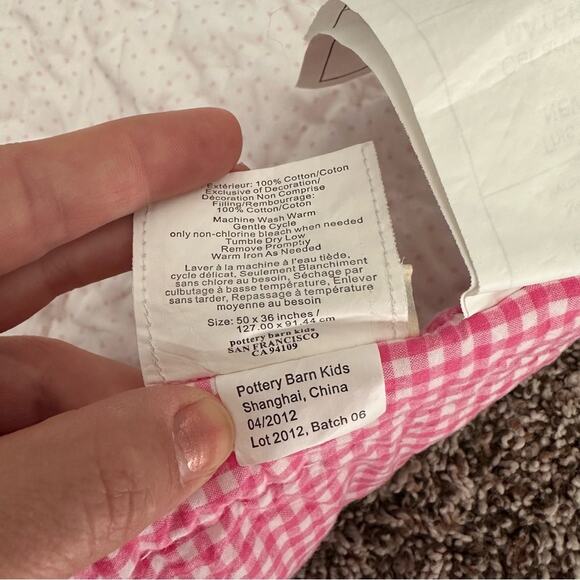 Extérieur: 100% Cotton/Coton
Exclusive of Decoration/
Décoration Non Comprise
Filling/Rembourrage:
100% Cotton/Coton
Machine Wash Warm
Gentle Cycle
only non-chlorine bleach when needed
Tumble Dry Low
Remove Promptly
Warm Iron As Needed
Laver à la machine à l'eau tiède,
cycle délicat, Seulement Blanchiment
sans chlore au besoin, Séchage par
culbutage à basse température, Enlever
sans tarder, Repassage à température
moyenne au besoin
Size: 50 x 36 inches /
127.00 x 91.44 cm
pottery barn kids
SAN FRANCISCO
CA 94109
Pottery Barn Kids
Shanghai, China
04/2012
Lot 2012, Batch 06